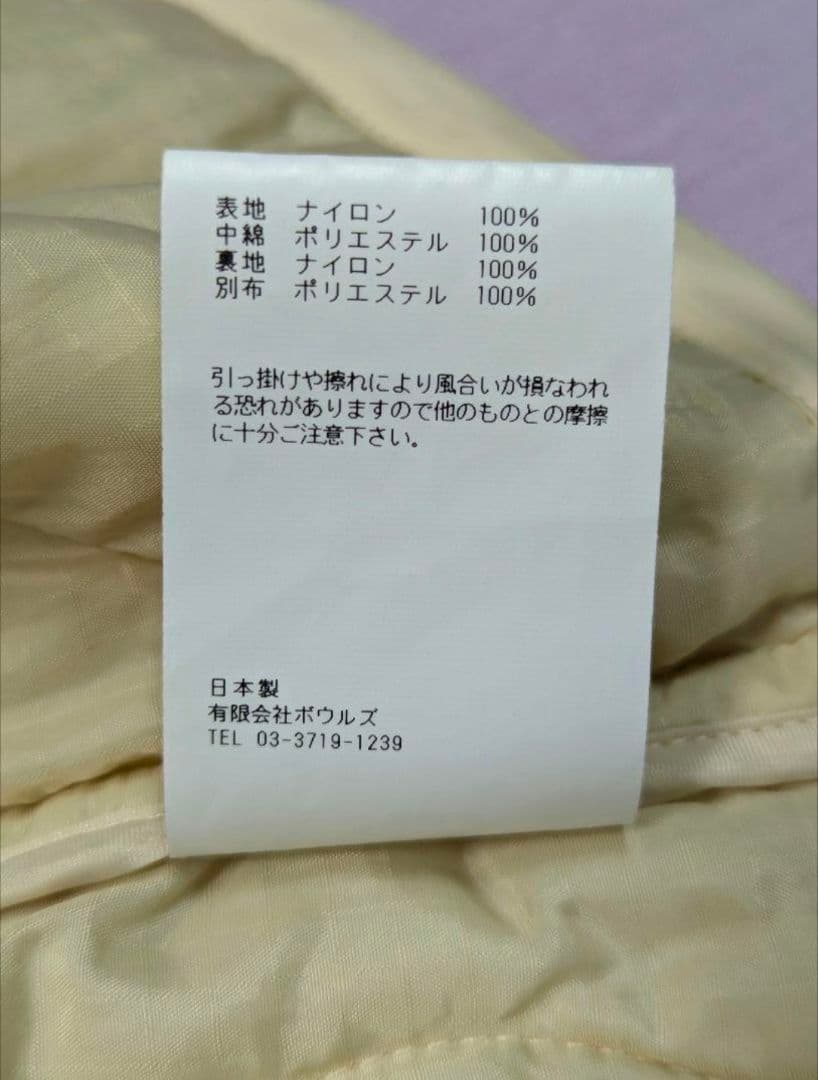 表地 ナイロン 100%
中綿 ポリエステル 100%
裏地 ナイロン 100%
別布 ポリエステル 100%
引っ掛けや擦れにより風合いが損なわれ
る恐れがありますので他のものとの摩擦
に十分ご注意下さい。
日本製
有限会社ボウルズ
TEL 03-3719-1239